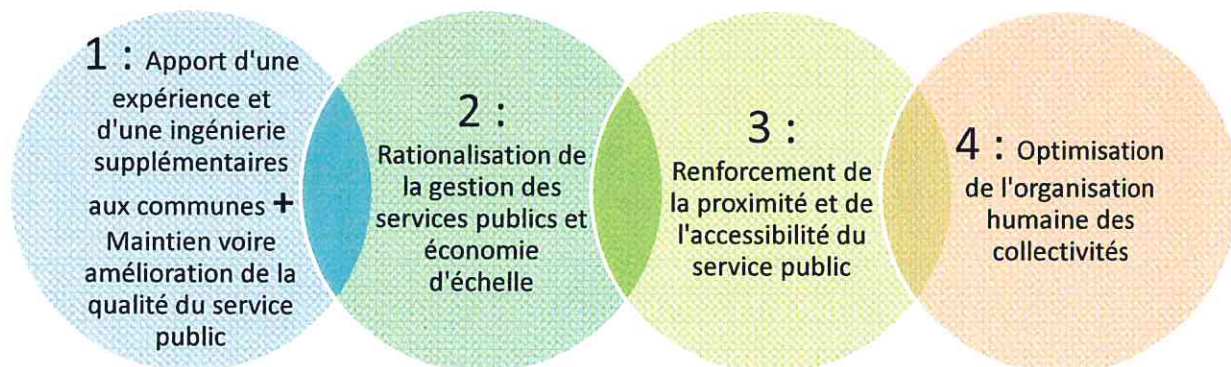 1 : Apport d'une
expérience et
d'une ingénierie
supplémentaires
aux communes +
Maintien voire
amélioration de la
qualité du service
public
2 :
Rationalisation de
la gestion des
services publics et
économie
d'échelle
3 :
Renforcement de
la proximité et de
l'accessibilité du
service public
4 : Optimisation
de l'organisation
humaine des
collectivités